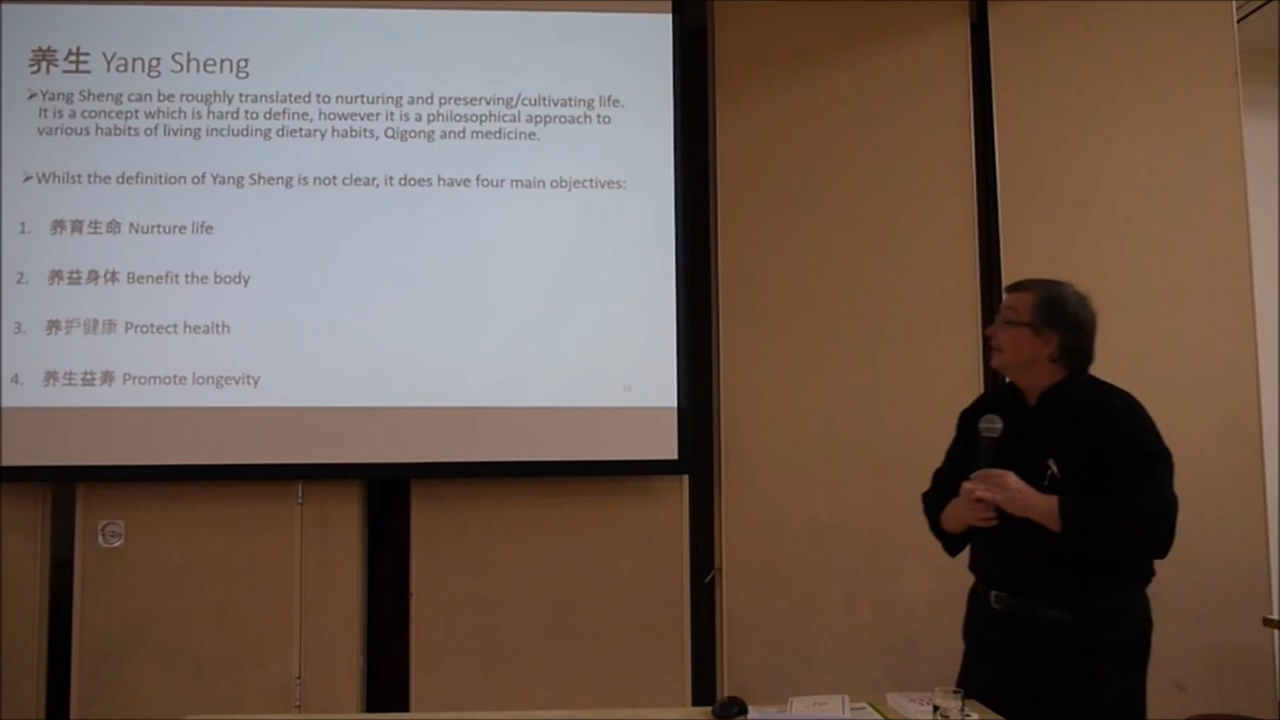 养生 Yang Sheng
➢Yang Sheng can be roughly translated to nurturing and preserving/cultivating life.
It is a concept which is hard to define, however it is a philosophical approach to
various habits of living including dietary habits, Qigong and medicine.
➢Whilst the definition of Yang Sheng is not clear, it does have four main objectives:
1. 养育生命 Nurture life
2. 养益身体 Benefit the body
3. 养护健康 Protect health
4. 养生益寿 Promote longevity